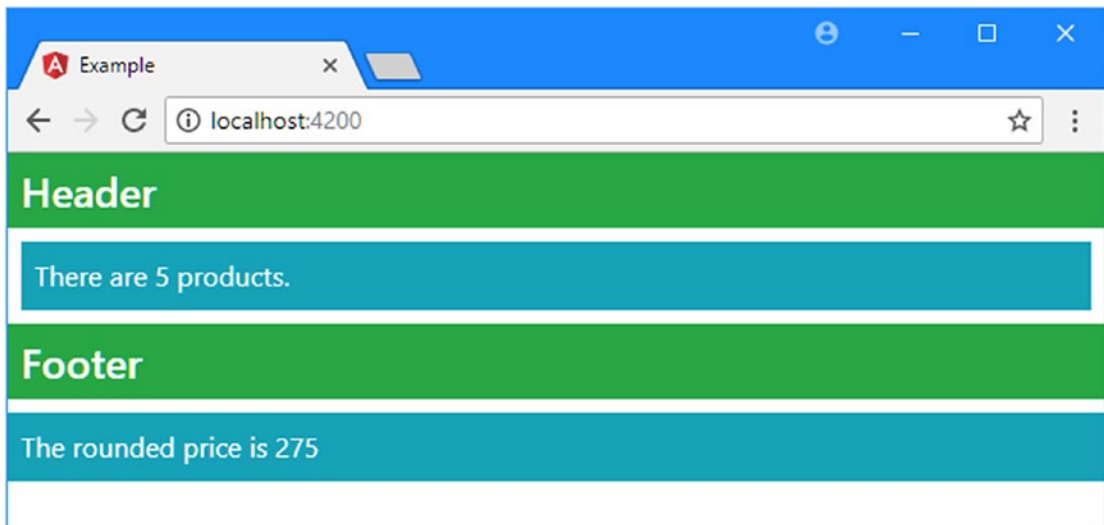 Example
localhost:4200
Header
There are 5 products.
Footer
The rounded price is 275